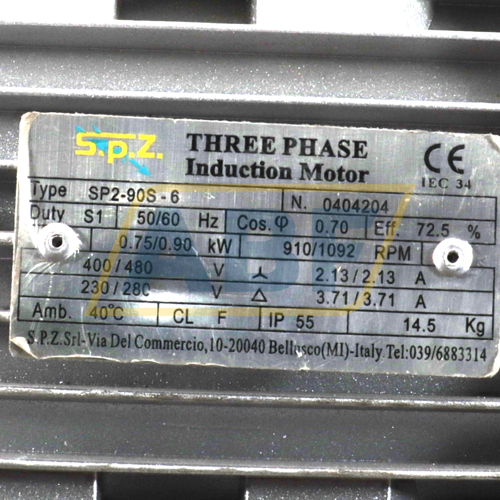 S.p.Z.
THREE PHASE
Induction Motor
CE
IEC 34
Type SP2-90S-6 N. 0404204
Duty S1 50/60 Hz Cos.φ 0.70 Eff. 72.5 %
0.75/0.90 kW 910/1092 RPM
400/480 V 2.13/2.13 A
230/280 V △ 3.71/3.71 A
Amb. 40°C CL F IP 55 14.5 Kg
S.P.Z.Srl-Via Del Commercio,10-20040 Bellusco(MI)-Italy Tel:039/6883314
ABF